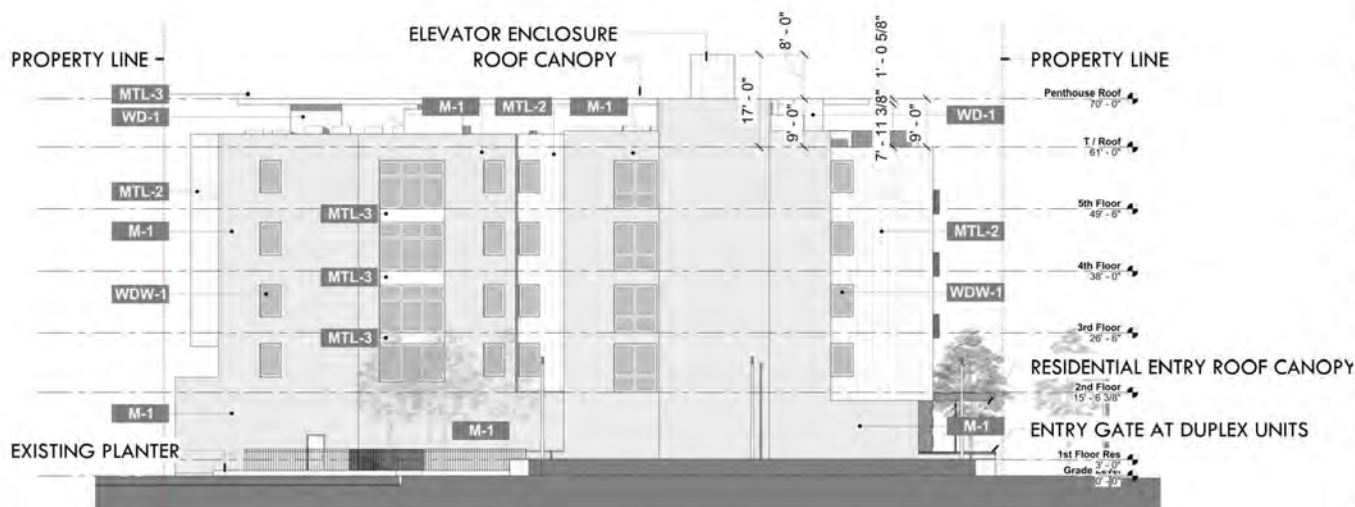 ELEVATOR ENCLOSURE
ROOF CANOPY
PROPERTY LINE
PROPERTY LINE
8' - 0"
1' - 0 5/8"
17' - 0"
9' - 0"
7' - 11 3/8"
9' - 0"
MTL-3
WD-1
M-1
MTL-2
M-1
WD-1
Penthouse Roof
70' - 0"
T / Roof
61' - 0"
MTL-2
MTL-3
5th Floor
49' - 6"
M-1
MTL-2
MTL-3
4th Floor
38' - 0"
WDW-1
WDW-1
MTL-3
3rd Floor
26' - 6"
RESIDENTIAL ENTRY ROOF CANOPY
2nd Floor
15' - 6 3/8"
M-1
M-1
M-1
ENTRY GATE AT DUPLEX UNITS
EXISTING PLANTER
1st Floor Res
3' - 0"
Grade Level
0' - 0"